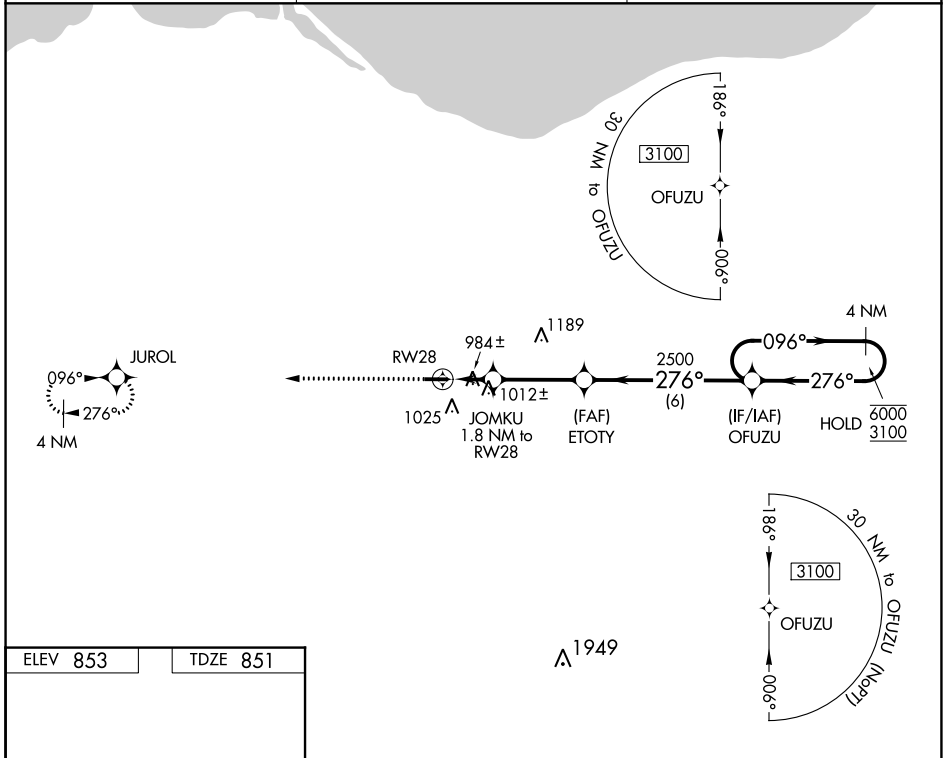 186°
30 NM to OFUZU
3100
OFUZU
006°
4 NM
1189
984±
096°
RW28
JUROL
2500
096°
276°
276°
(6)
276°
1012±
1025
JOMKU
1.8 NM to
RW28
(FAF)
ETOTY
(IF/IAF)
OFUZU
HOLD
6000
3100
4 NM
186°
30 NM to OFUZU (NoPT)
3100
OFUZU
006°
1949
ELEV 853
TDZE 851